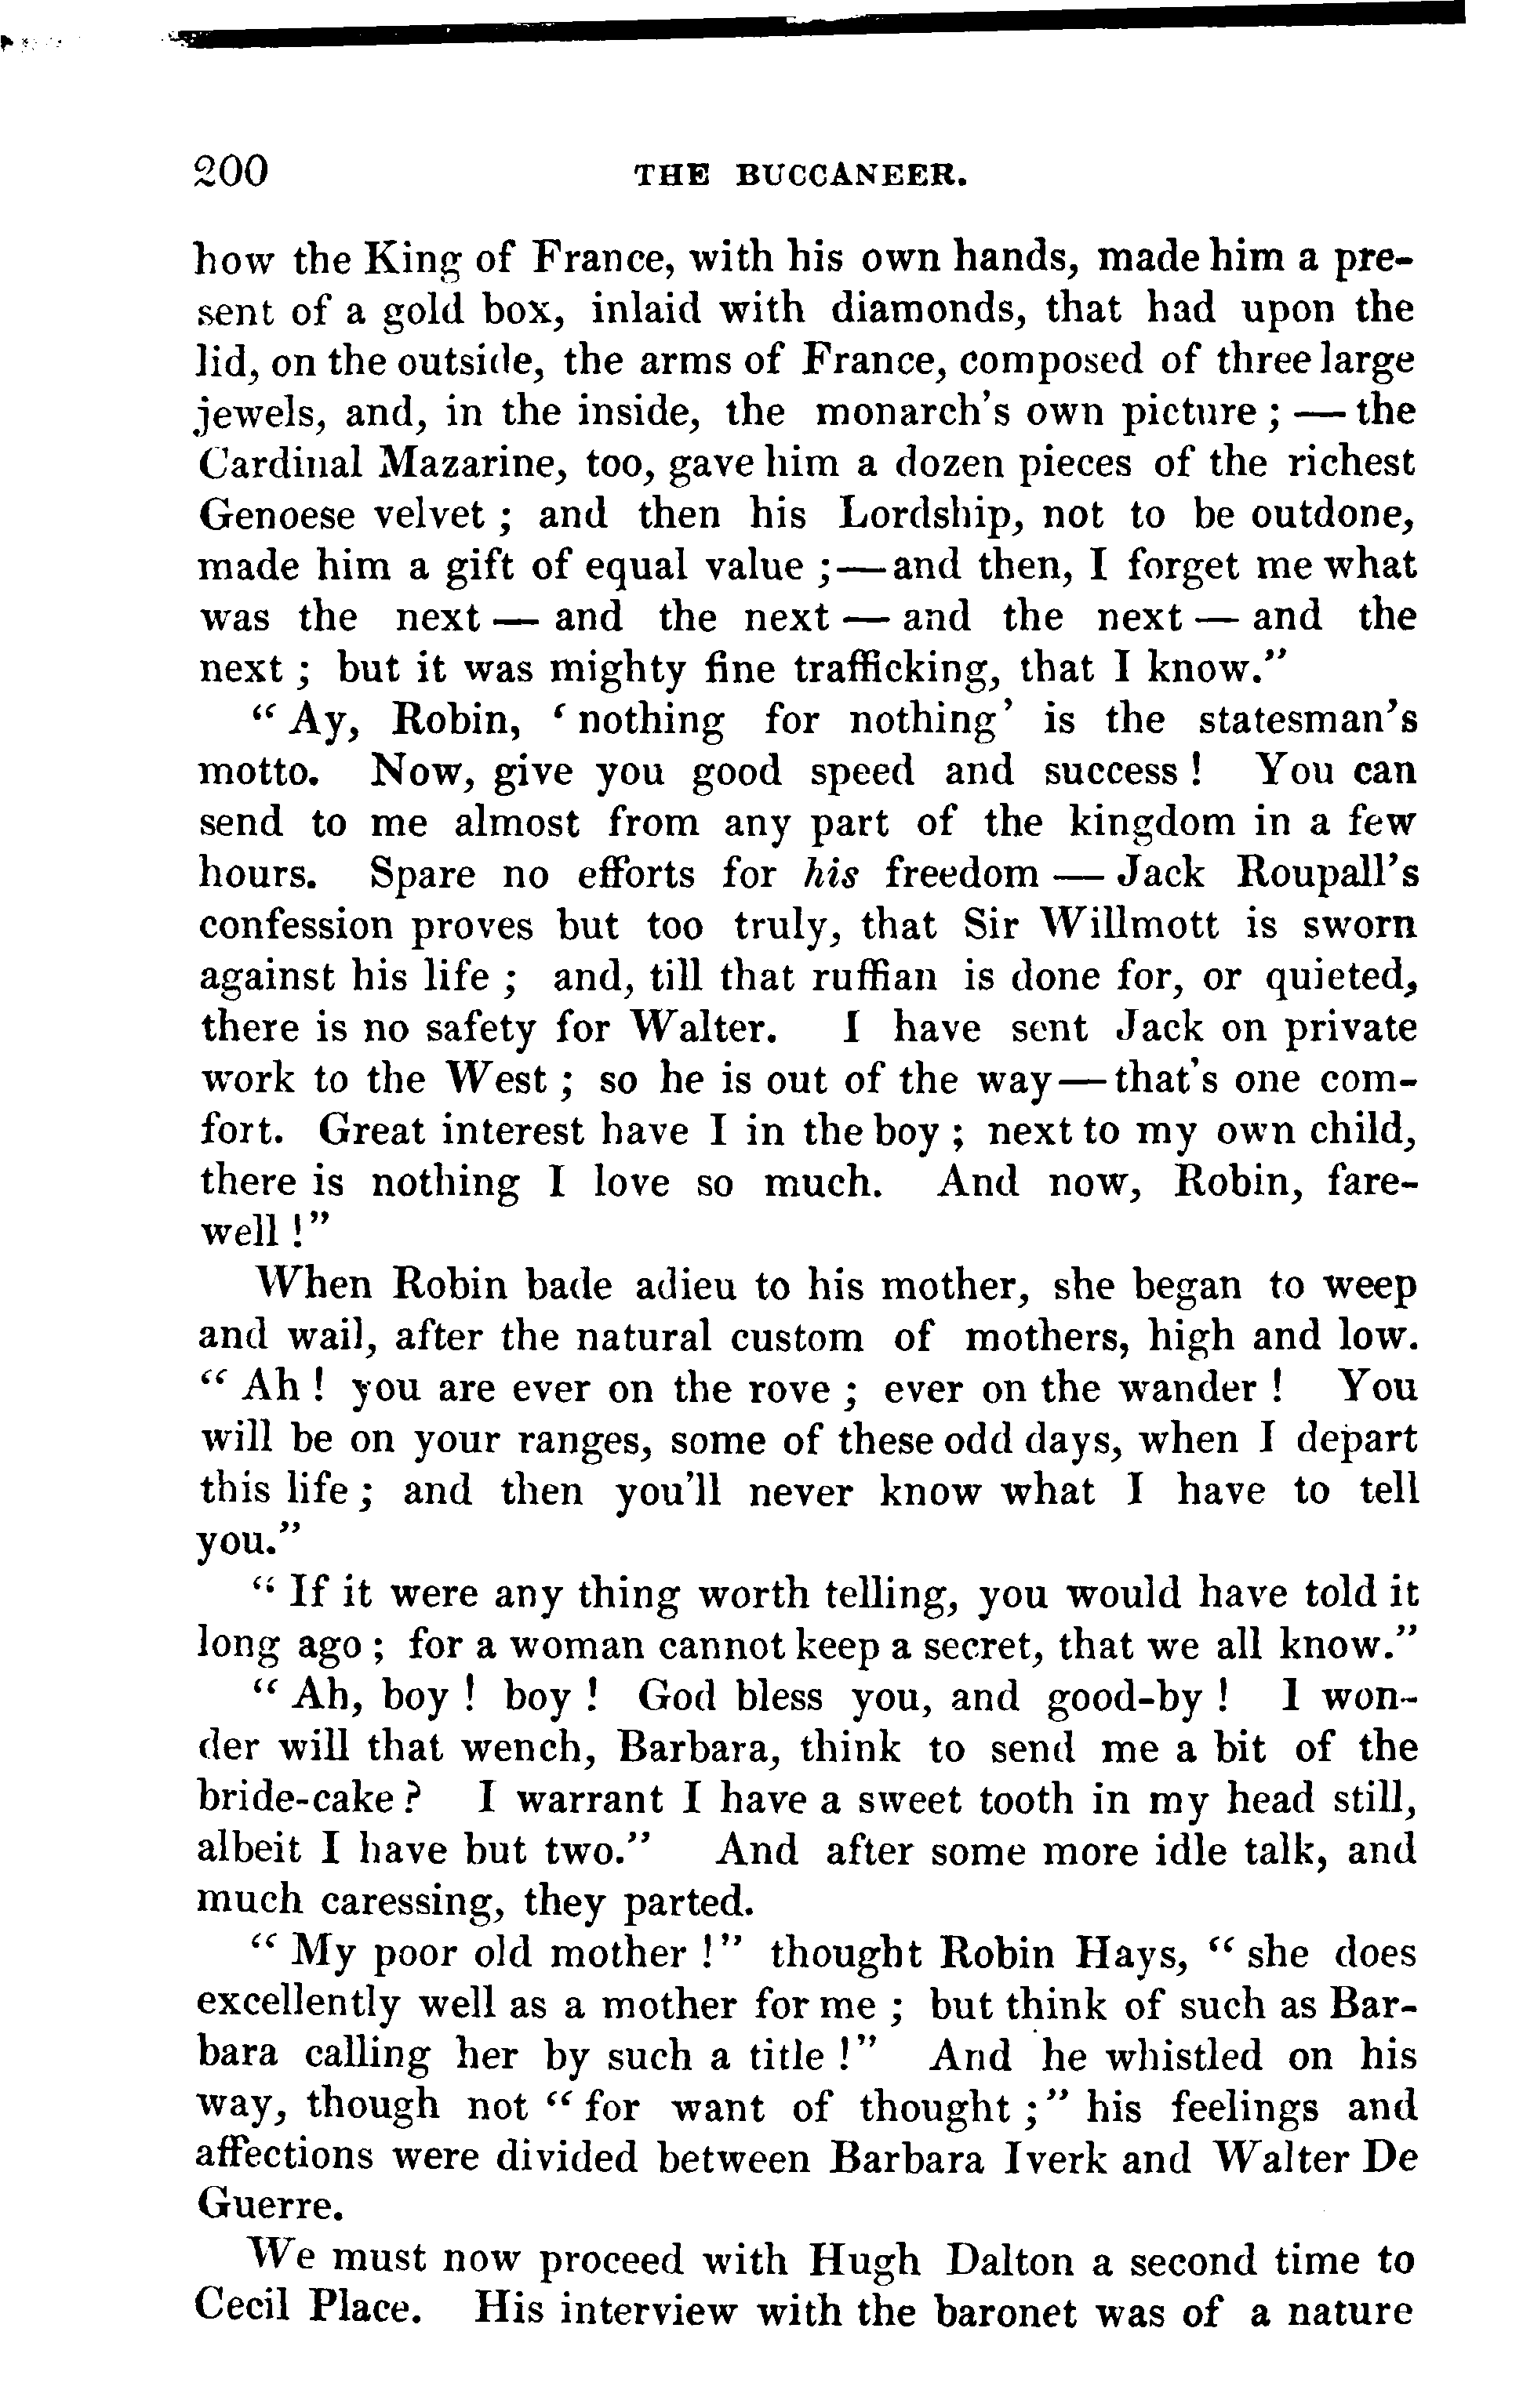 200 THE BUCCANEER.
how the King of France, with his own hands, made him a pre-
sent of a gold box, inlaid with diamonds, that had upon the
lid, on the outside, the arms of France, composed of three large
jewels, and, in the inside, the monarch's own picture ; — the
Cardinal Mazarine, too, gave him a dozen pieces of the richest
Genoese velvet ; and then his Lordship, not to be outdone,
made him a gift of equal value ;—and then, I forget me what
was the next — and the next — and the next — and the
next ; but it was mighty fine trafficking, that I know."
" Ay, Robin, ' nothing for nothing' is the statesman's
motto. Now, give you good speed and success ! You can
send to me almost from any part of the kingdom in a few
hours. Spare no efforts for his freedom — Jack Roupall's
confession proves but too truly, that Sir Willmott is sworn
against his life ; and, till that ruffian is done for, or quieted,
there is no safety for Walter. I have sent Jack on private
work to the West ; so he is out of the way—that's one com-
fort. Great interest have I in the boy ; next to my own child,
there is nothing I love so much. And now, Robin, fare-
well !"
When Robin bade adieu to his mother, she began to weep
and wail, after the natural custom of mothers, high and low.
" Ah ! you are ever on the rove ; ever on the wander ! You
will be on your ranges, some of these odd days, when I depart
this life ; and then you'll never know what I have to tell
you."
" If it were any thing worth telling, you would have told it
long ago ; for a woman cannot keep a secret, that we all know."
" Ah, boy ! boy ! God bless you, and good-by ! I won-
der will that wench, Barbara, think to send me a bit of the
bride-cake ? I warrant I have a sweet tooth in my head still,
albeit I have but two." And after some more idle talk, and
much caressing, they parted.
" My poor old mother !" thought Robin Hays, " she does
excellently well as a mother for me ; but think of such as Bar-
bara calling her by such a title !" And he whistled on his
way, though not " for want of thought ;" his feelings and
affections were divided between Barbara Iverk and Walter De
Guerre.
We must now proceed with Hugh Dalton a second time to
Cecil Place. His interview with the baronet was of a nature